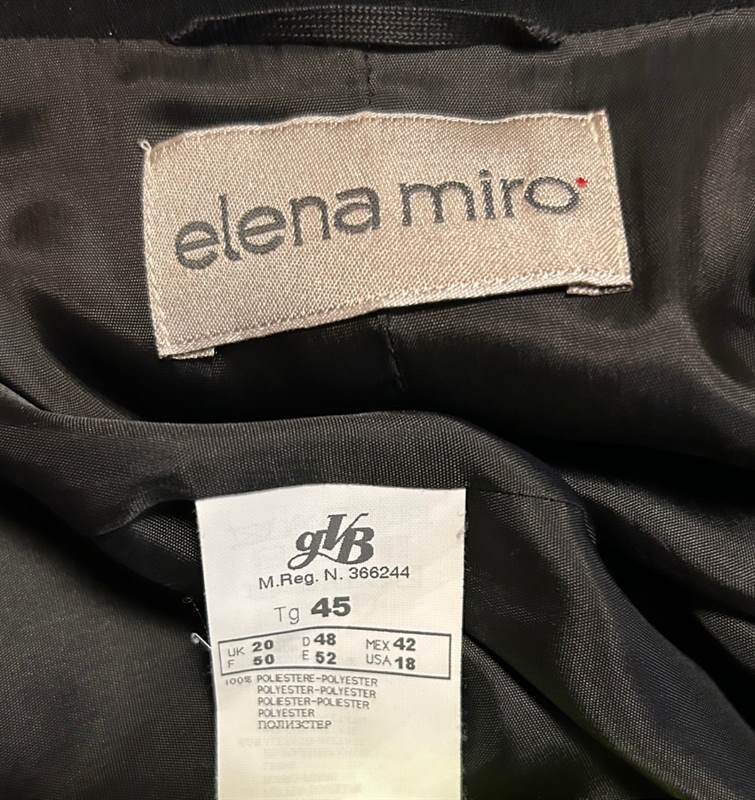 elena miro
gVB
M.Reg. N. 366244
Tg 45
UK 20 D 48 MEX 42
F 50 E 52 USA 18
100% POLIESTERE-POLYESTER
POLYESTER-POLYESTER
POLIESTER-POLIESTER
POLYESTER
ПОЛИЭСТЕР